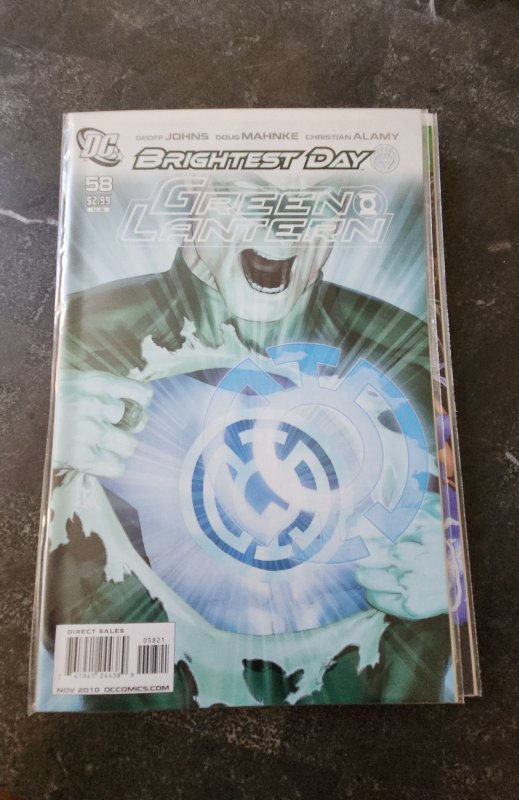 DC
GEOFF JOHNS DOUG MAHNKE CHRISTIAN ALAMY
BRIGHTEST DAY
58
$2.99
GREEN
LANTERN
DIRECT SALES
05821
NOV 2010 DCCOMICS.COM